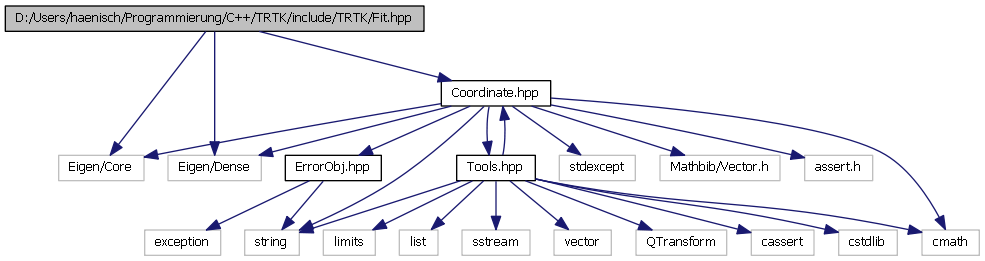 D:/Users/haenisch/Programmierung/C++/TRTK/include/TRTK/Fit.hpp
Coordinate.hpp
Eigen/Core
Eigen/Dense
ErrorObj.hpp
Tools.hpp
stdexcept
Mathbib/Vector.h
assert.h
exception
string
limits
list
sstream
vector
QTransform
cassert
cstdlib
cmath